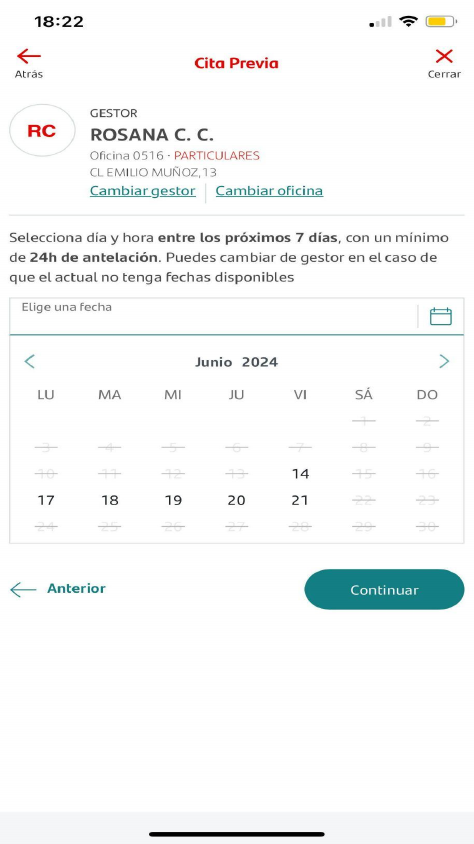 18:22
Atrás
Cita Previa
Cerrar
RC
GESTOR
ROSANA C. C.
Oficina 0516 · PARTICULARES
CL EMILIO MUÑOZ,13
Cambiar gestor Cambiar oficina
Selecciona día y hora entre los próximos 7 días, con un mínimo
de 24h de antelación. Puedes cambiar de gestor en el caso de
que el actual no tenga fechas disponibles
Elige una fecha
Junio 2024
LU MA MI JU VI SÁ DO
1 2
3 4 5 6 7 8 9
10 11 12 13 14 15 16
17 18 19 20 21 22 23
24 25 26 27 28 29 30
Anterior
Continuar